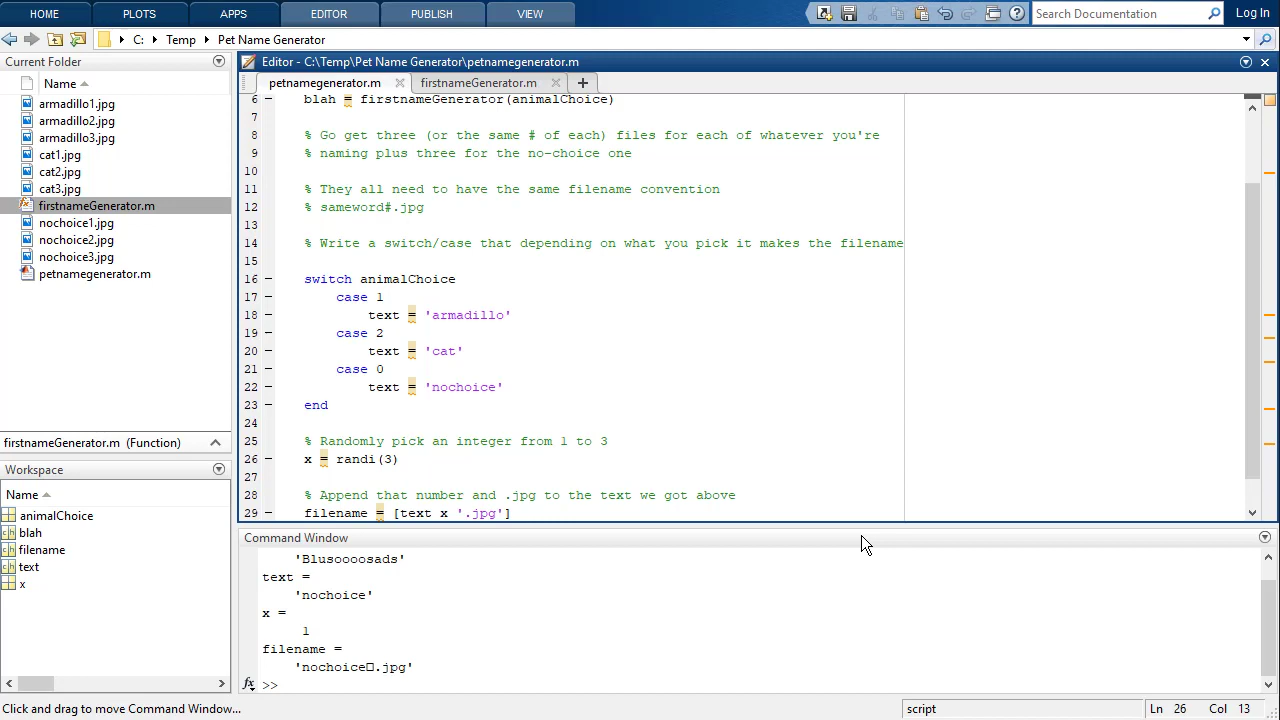 HOME PLOTS APPS EDITOR PUBLISH VIEW Search Documentation Log In
C: Temp Pet Name Generator
Current Folder
Name
armadillo1.jpg
armadillo2.jpg
armadillo3.jpg
cat1.jpg
cat2.jpg
cat3.jpg
firstnameGenerator.m
nochoice1.jpg
nochoice2.jpg
nochoice3.jpg
petnamegenerator.m
firstnameGenerator.m (Function)
Workspace
Name
animalChoice
blah
filename
text
x
Editor - C:\Temp\Pet Name Generator\petnamegenerator.m
petnamegenerator.m firstnameGenerator.m
6 blah = firstnameGenerator(animalChoice)
7
8 % Go get three (or the same # of each) files for each of whatever you're
9 % naming plus three for the no-choice one
10
11 % They all need to have the same filename convention
12 % sameword#.jpg
13
14 % Write a switch/case that depending on what you pick it makes the filename
15
16 switch animalChoice
17 case 1
18 text = 'armadillo'
19 case 2
20 text = 'cat'
21 case 0
22 text = 'nochoice'
23 end
24
25 % Randomly pick an integer from 1 to 3
26 x = randi(3)
27
28 % Append that number and .jpg to the text we got above
29 filename = [text x '.jpg']
Command Window
'Blusoooosads'
text =
'nochoice'
x =
1
filename =
'nochoice□.jpg'
fx >>
Click and drag to move Command Window... script Ln 26 Col 13